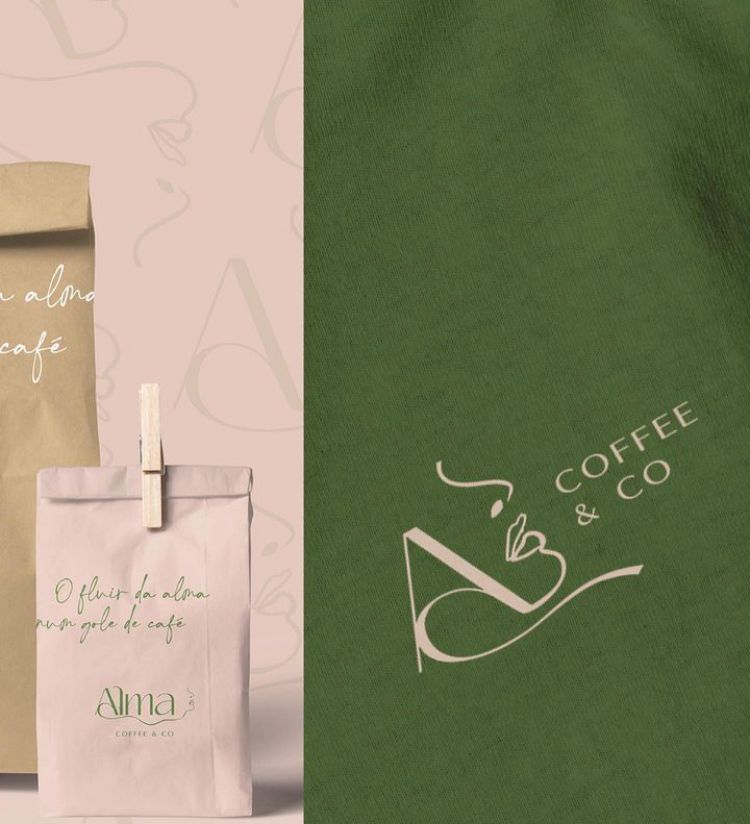 alma
café
O fluir da alma
num gole de café
Alma
COFFEE & CO
COFFEE
& CO
A